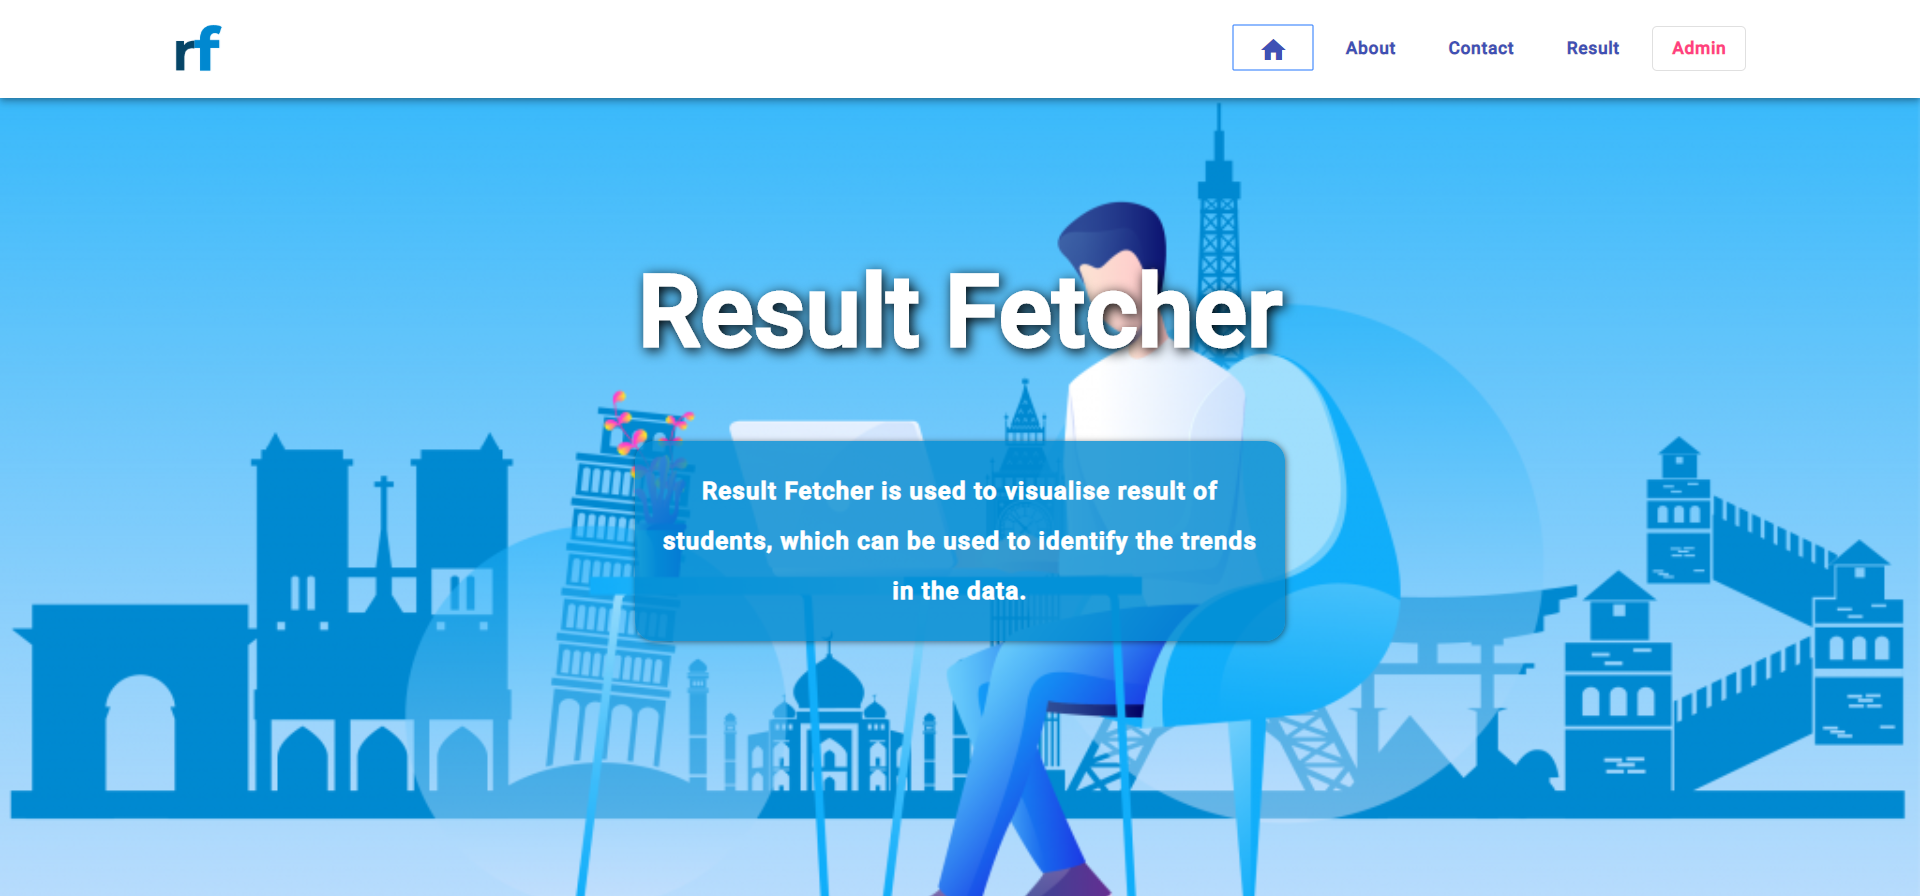 rf
About Contact Result Admin
Result Fetcher
Result Fetcher is used to visualise result of
students, which can be used to identify the trends
in the data.